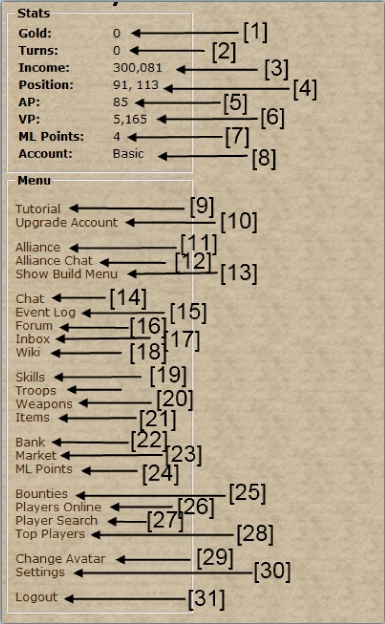 Stats
Gold: 0 [1]
Turns: 0 [2]
Income: 300,081 [3]
Position: 91, 113 [4]
AP: 85 [5]
VP: 5,165 [6]
ML Points: 4 [7]
Account: Basic [8]
Menu
Tutorial [9]
Upgrade Account [10]
Alliance [11]
Alliance Chat [12]
Show Build Menu [13]
Chat [14]
Event Log [15]
Forum [16]
Inbox [17]
Wiki [18]
Skills [19]
Troops
Weapons [20]
Items [21]
Bank [22]
Market [23]
ML Points [24]
Bounties [25]
Players Online [26]
Player Search [27]
Top Players [28]
Change Avatar [29]
Settings [30]
Logout [31]